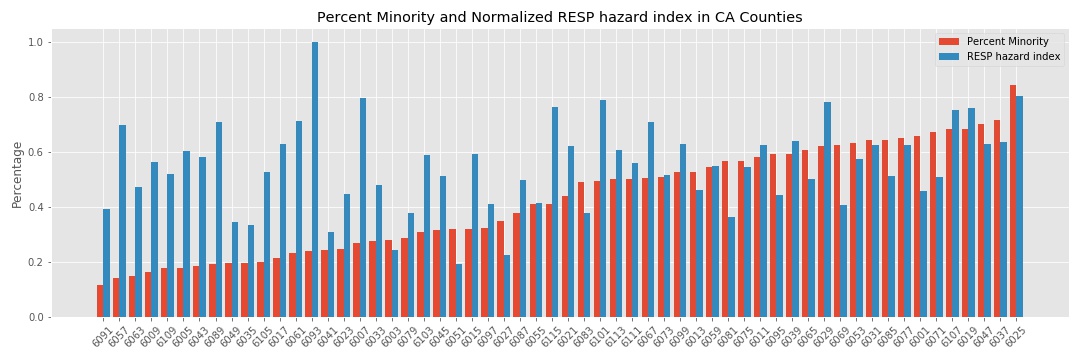 Percent Minority and Normalized RESP hazard index in CA Counties
Percent Minority
RESP hazard index
Percentage
1.0
0.8
0.6
0.4
0.2
0.0
6091 6057 6063 6009 6109 6005 6043 6089 6049 6035 6105 6017 6061 6093 6041 6023 6007 6033 6003 6079 6103 6045 6051 6015 6097 6027 6087 6055 6115 6021 6083 6101 6113 6111 6067 6073 6099 6013 6059 6081 6075 6011 6095 6039 6065 6029 6069 6053 6031 6085 6077 6001 6071 6107 6019 6047 6037 6025